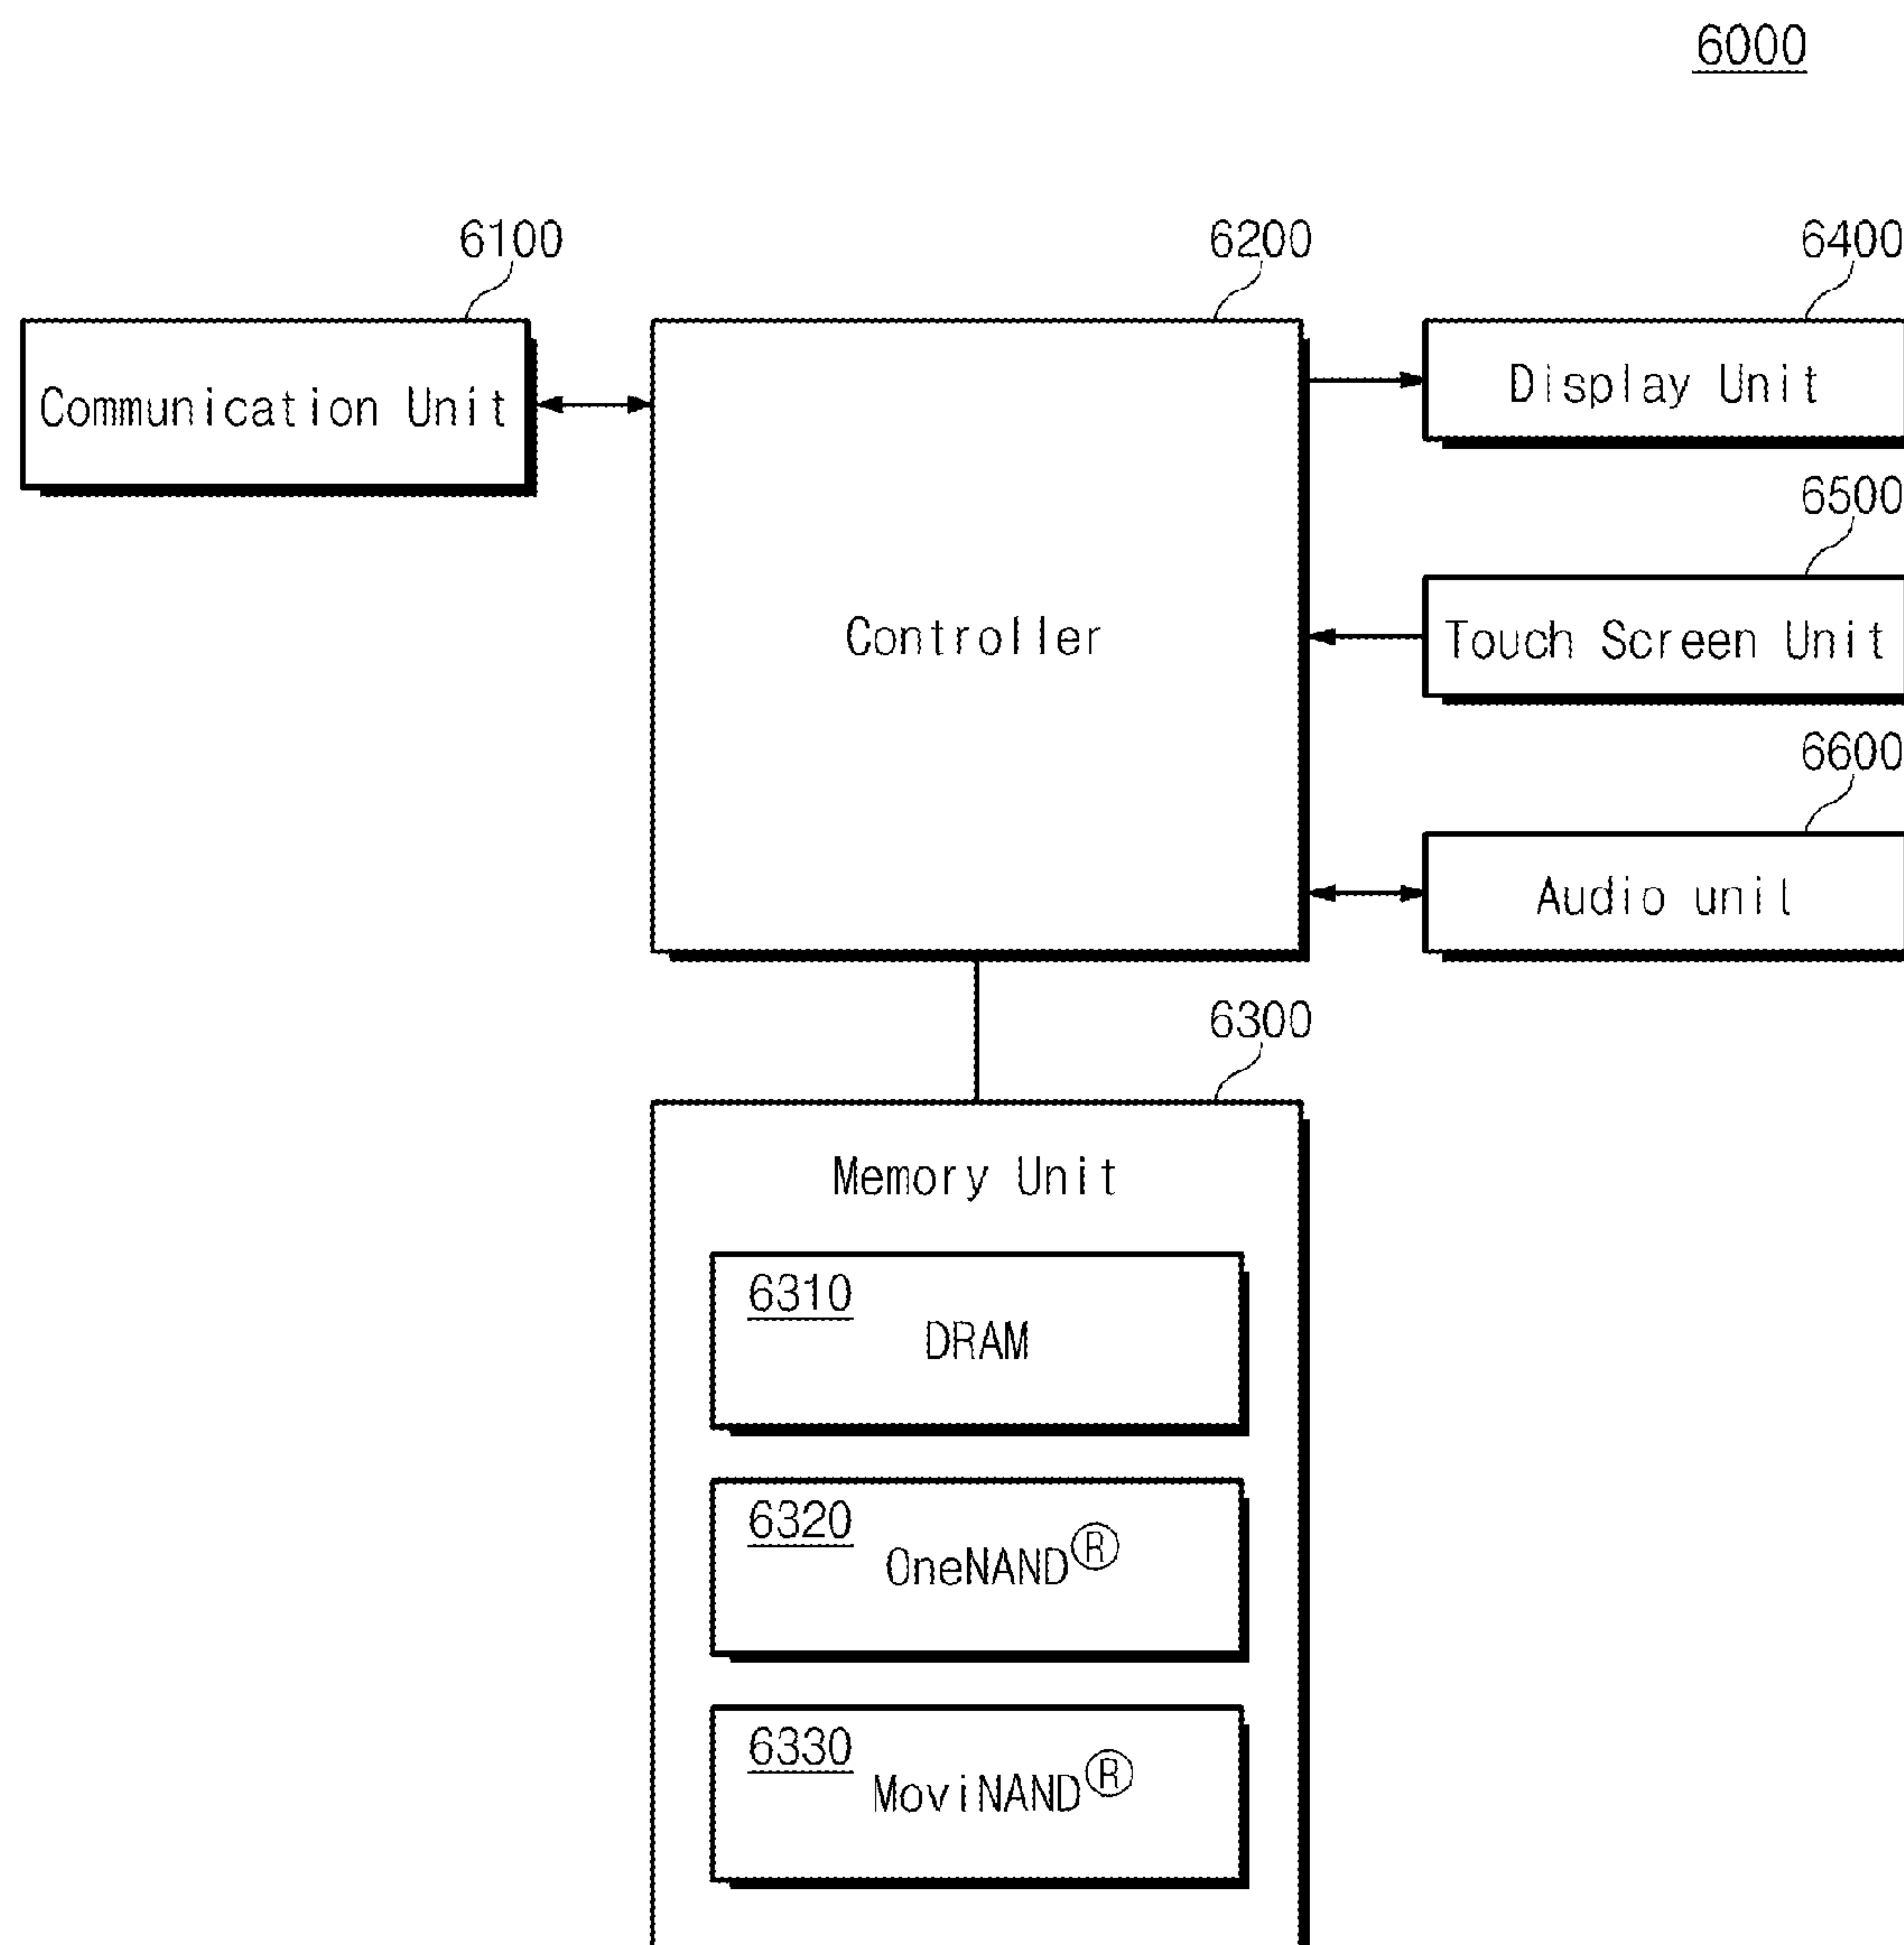 6000
6100
6200
6400
Communication Unit
Display Unit
6500
Controller
Touch Screen Unit
6600
Audio unit
6300
Memory Unit
6310
DRAM
6320
OneNAND®
6330
MoviNAND®